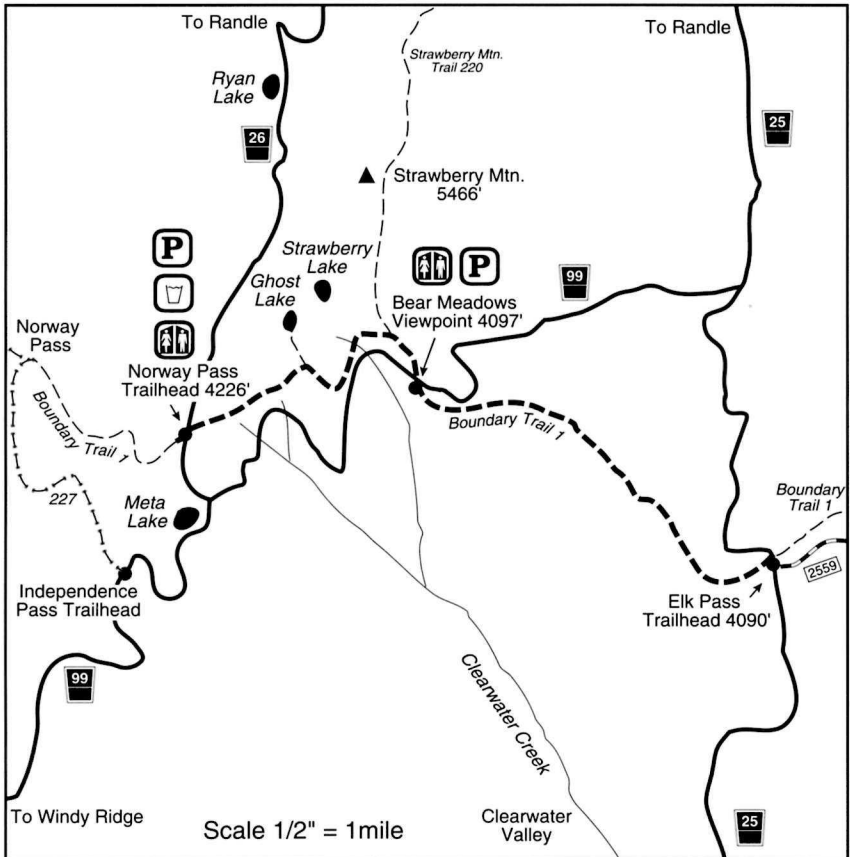 To Randle
To Randle
Strawberry Mtn.
Trail 220
Ryan
Lake
26
25
Strawberry Mtn.
5466'
P
Strawberry
Lake
P
Ghost
Lake
99
Bear Meadows
Viewpoint 4097'
Norway
Pass
Norway Pass
Trailhead 4226'
Boundary Trail 1
Boundary Trail 1
227
Meta
Lake
Boundary
Trail 1
2559
Independence
Pass Trailhead
Elk Pass
Trailhead 4090'
99
Clearwater Creek
To Windy Ridge
Scale 1/2" = 1mile
Clearwater
Valley
25